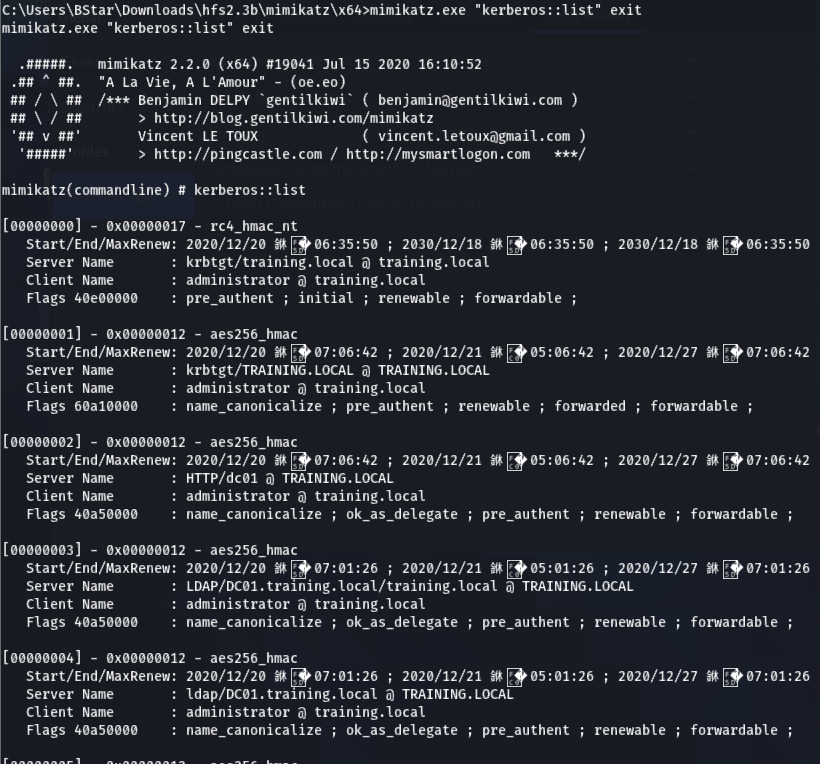 C:\Users\BStar\Downloads\hfs2.3b\mimikatz\x64>mimikatz.exe "kerberos::list" exit
mimikatz.exe "kerberos::list" exit
.#####.   mimikatz 2.2.0 (x64) #19041 Jul 15 2020 16:10:52
.## ^ ##.  "A La Vie, A L'Amour" - (oe.eo)
## / \ ##  /*** Benjamin DELPY `gentilkiwi` ( benjamin@gentilkiwi.com )
## \ / ##       > http://blog.gentilkiwi.com/mimikatz
'## v ##'       Vincent LE TOUX             ( vincent.letoux@gmail.com )
'#####'        > http://pingcastle.com / http://mysmartlogon.com   ***/
mimikatz(commandline) # kerberos::list
[00000000] - 0x00000017 - rc4_hmac_nt
Start/End/MaxRenew: 2020/12/20 06:35:50 ; 2030/12/18 06:35:50 ; 2030/12/18 06:35:50
Server Name       : krbtgt/training.local @ training.local
Client Name       : administrator @ training.local
Flags 40e00000    : pre_authent ; initial ; renewable ; forwardable ;
[00000001] - 0x00000012 - aes256_hmac
Start/End/MaxRenew: 2020/12/20 07:06:42 ; 2020/12/21 05:06:42 ; 2020/12/27 07:06:42
Server Name       : krbtgt/TRAINING.LOCAL @ TRAINING.LOCAL
Client Name       : administrator @ training.local
Flags 60a10000    : name_canonicalize ; pre_authent ; renewable ; forwarded ; forwardable ;
[00000002] - 0x00000012 - aes256_hmac
Start/End/MaxRenew: 2020/12/20 07:06:42 ; 2020/12/21 05:06:42 ; 2020/12/27 07:06:42
Server Name       : HTTP/dc01 @ TRAINING.LOCAL
Client Name       : administrator @ training.local
Flags 40a50000    : name_canonicalize ; ok_as_delegate ; pre_authent ; renewable ; forwardable ;
[00000003] - 0x00000012 - aes256_hmac
Start/End/MaxRenew: 2020/12/20 07:01:26 ; 2020/12/21 05:01:26 ; 2020/12/27 07:01:26
Server Name       : LDAP/DC01.training.local/training.local @ TRAINING.LOCAL
Client Name       : administrator @ training.local
Flags 40a50000    : name_canonicalize ; ok_as_delegate ; pre_authent ; renewable ; forwardable ;
[00000004] - 0x00000012 - aes256_hmac
Start/End/MaxRenew: 2020/12/20 07:01:26 ; 2020/12/21 05:01:26 ; 2020/12/27 07:01:26
Server Name       : ldap/DC01.training.local @ TRAINING.LOCAL
Client Name       : administrator @ training.local
Flags 40a50000    : name_canonicalize ; ok_as_delegate ; pre_authent ; renewable ; forwardable ;